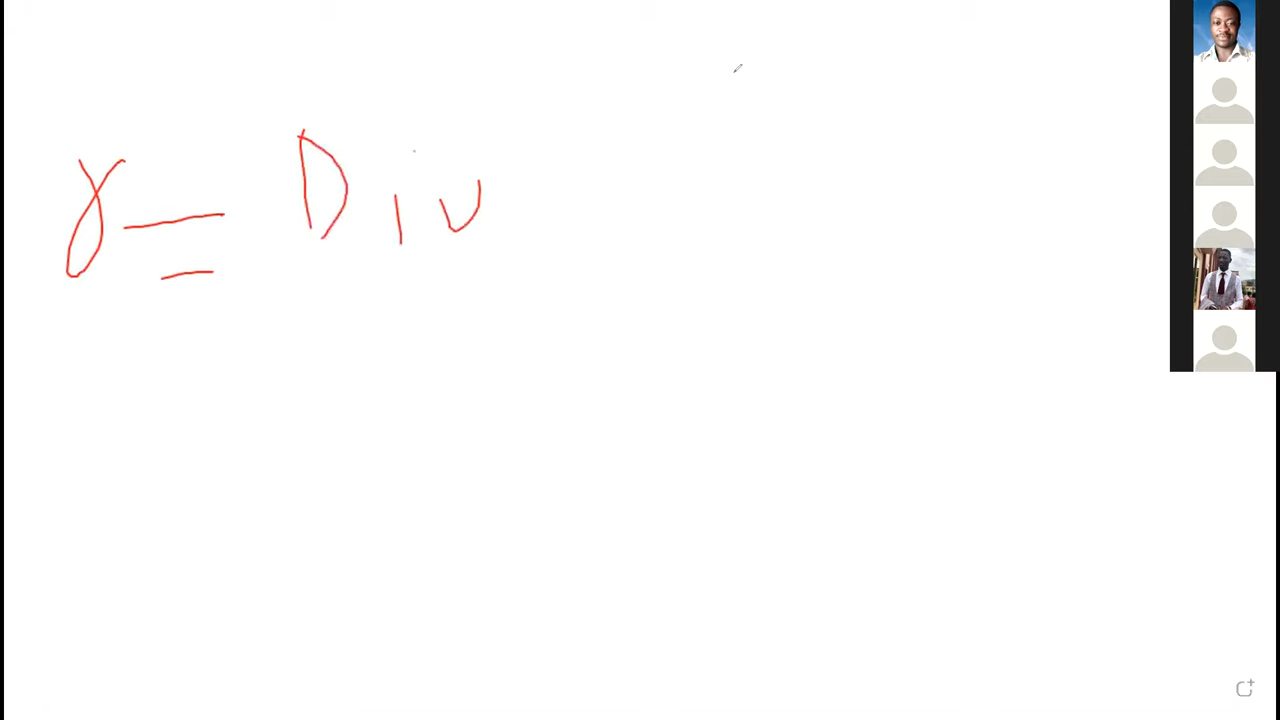 γ = Div